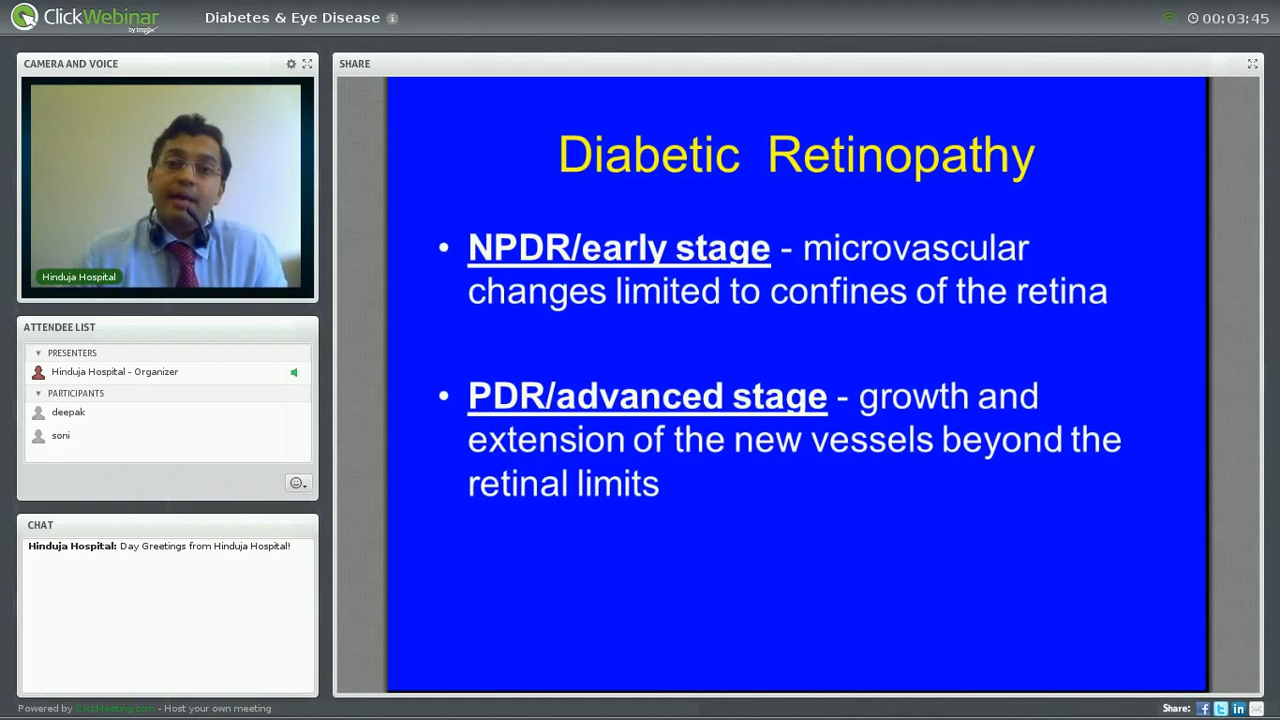 ClickWebinar
by Implix
Diabetes & Eye Disease
00:03:45
CAMERA AND VOICE
Hinduja Hospital
ATTENDEE LIST
PRESENTERS
Hinduja Hospital - Organizer
PARTICIPANTS
deepak
soni
CHAT
Hinduja Hospital: Day Greetings from Hinduja Hospital!
SHARE
Diabetic Retinopathy
• NPDR/early stage - microvascular
changes limited to confines of the retina
• PDR/advanced stage - growth and
extension of the new vessels beyond the
retinal limits
Powered by ClickMeeting.com - Host your own meeting
Share: